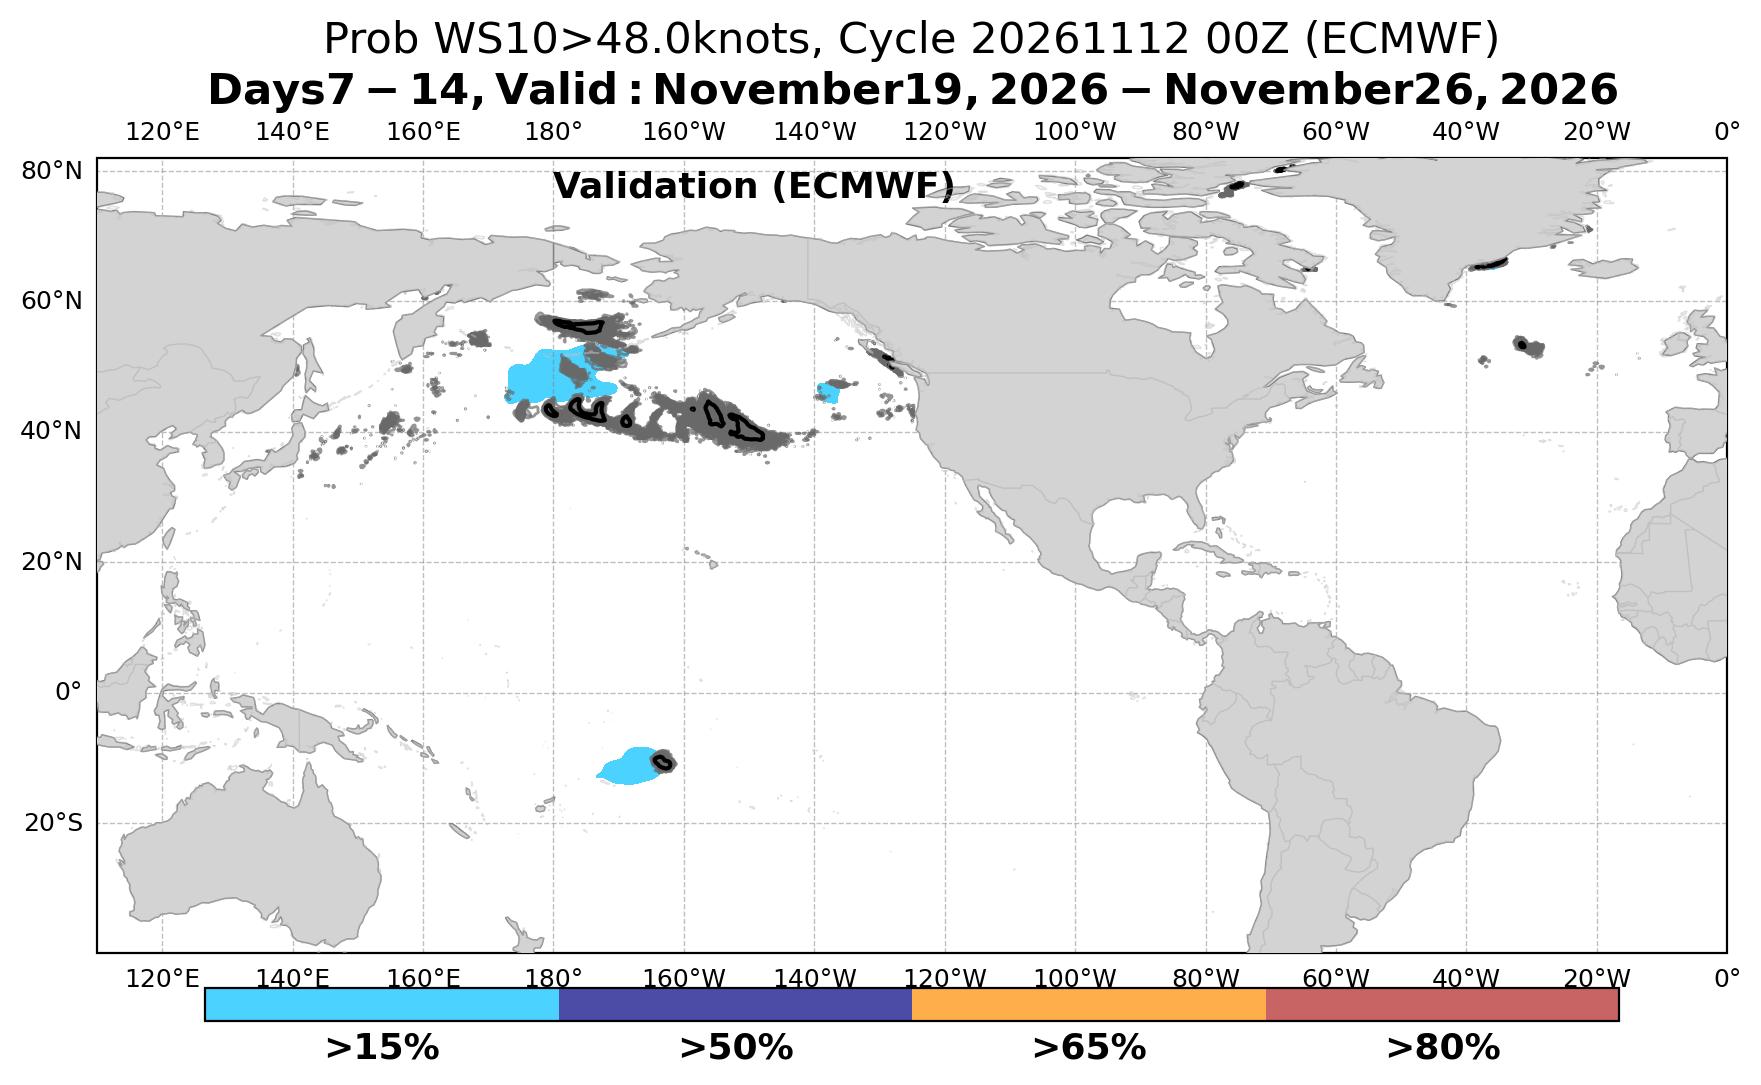 Prob WS10>48.0knots, Cycle 20261112 00Z (ECMWF)
Days7 − 14, Valid : November19, 2026 − November26, 2026
120°E 140°E 160°E 180° 160°W 140°W 120°W 100°W 80°W 60°W 40°W 20°W 0°
80°N
Validation (ECMWF)
60°N
40°N
20°N
0°
20°S
120°E 140°E 160°E 180° 160°W 140°W 120°W 100°W 80°W 60°W 40°W 20°W 0°
>15% >50% >65% >80%